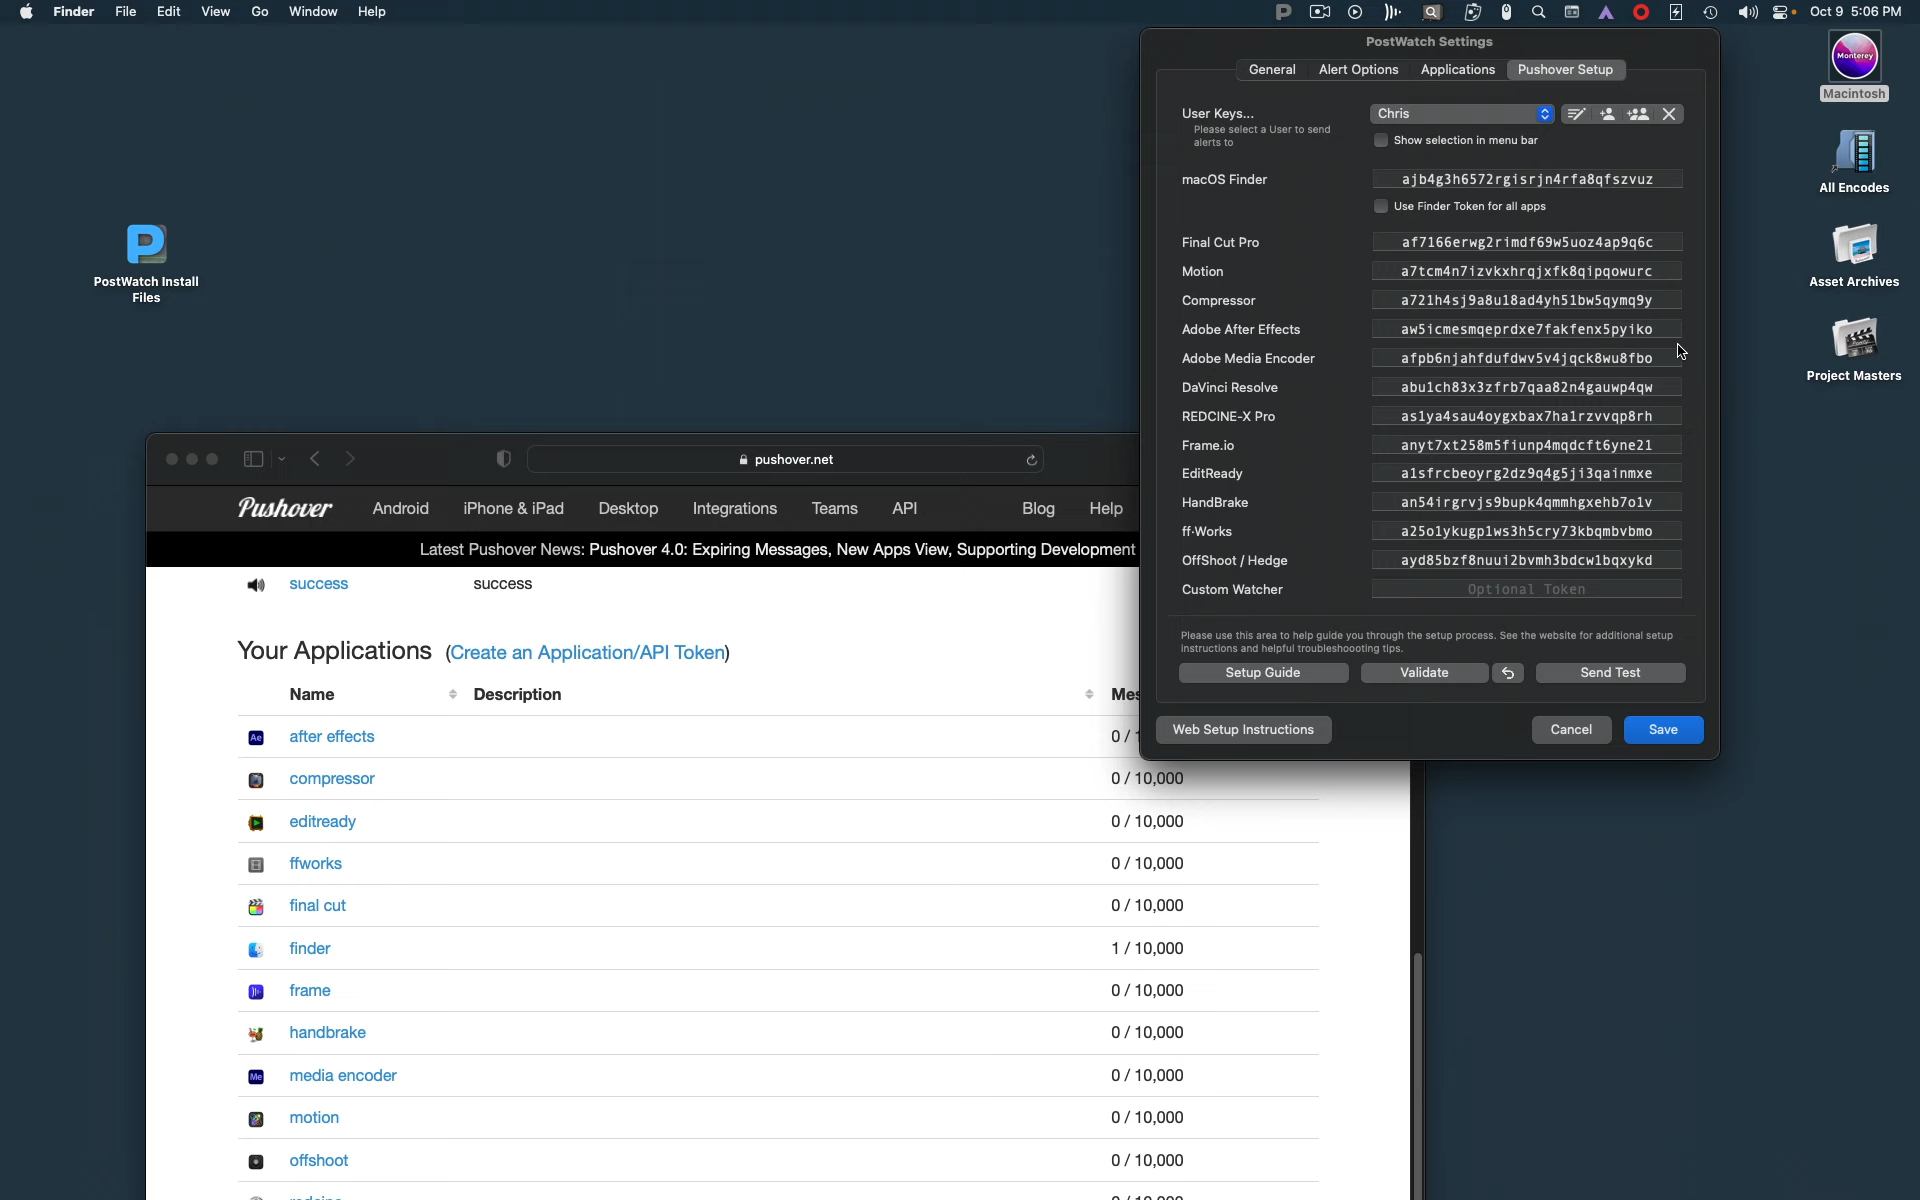 Finder File Edit View Go Window Help
Oct 9 5:06 PM
Monterey
Macintosh
All Encodes
Asset Archives
Project Masters
PostWatch Install
Files
PostWatch Settings
General Alert Options Applications Pushover Setup
User Keys... Chris
Please select a User to send
alerts to
Show selection in menu bar
macOS Finder ajb4g3h6572rgisrjn4rfa8qfszvuz
Use Finder Token for all apps
Final Cut Pro af7166erwg2rimdf69w5uoz4ap9q6c
Motion a7tcm4n7izvkxhrqjxfk8qipqowurc
Compressor a721h4sj9a8u18ad4yh51bw5qymq9y
Adobe After Effects aw5icmesmqeprdxe7fakfenx5pyiko
Adobe Media Encoder afpb6njahfdufdwv5v4jqck8wu8fbo
DaVinci Resolve abu1ch83x3zfrb7qaa82n4gauwp4qw
REDCINE-X Pro as1ya4sau4oygxbax7ha1rzvvqp8rh
Frame.io anyt7xt258m5fiunp4mqdcft6yne21
EditReady a1sfrcbeoyrg2dz9q4g5ji3qainmxe
HandBrake an54irgrvjs9bupk4qmmhgxehb7o1v
ff·Works a25o1ykugp1ws3h5cry73kbqmbvbmo
OffShoot / Hedge ayd85bzf8nuui2bvmh3bdcw1bqxykd
Custom Watcher Optional Token
Please use this area to help guide you through the setup process. See the website for additional setup
instructions and helpful troubleshoooting tips.
Setup Guide Validate Send Test
Web Setup Instructions Cancel Save
pushover.net
Pushover Android iPhone & iPad Desktop Integrations Teams API Blog Help
Latest Pushover News: Pushover 4.0: Expiring Messages, New Apps View, Supporting Development
success success
Your Applications (Create an Application/API Token)
Name Description
Ae after effects
compressor 0 / 10,000
editready 0 / 10,000
ffworks 0 / 10,000
final cut 0 / 10,000
finder 1 / 10,000
frame 0 / 10,000
handbrake 0 / 10,000
Me media encoder 0 / 10,000
motion 0 / 10,000
offshoot 0 / 10,000